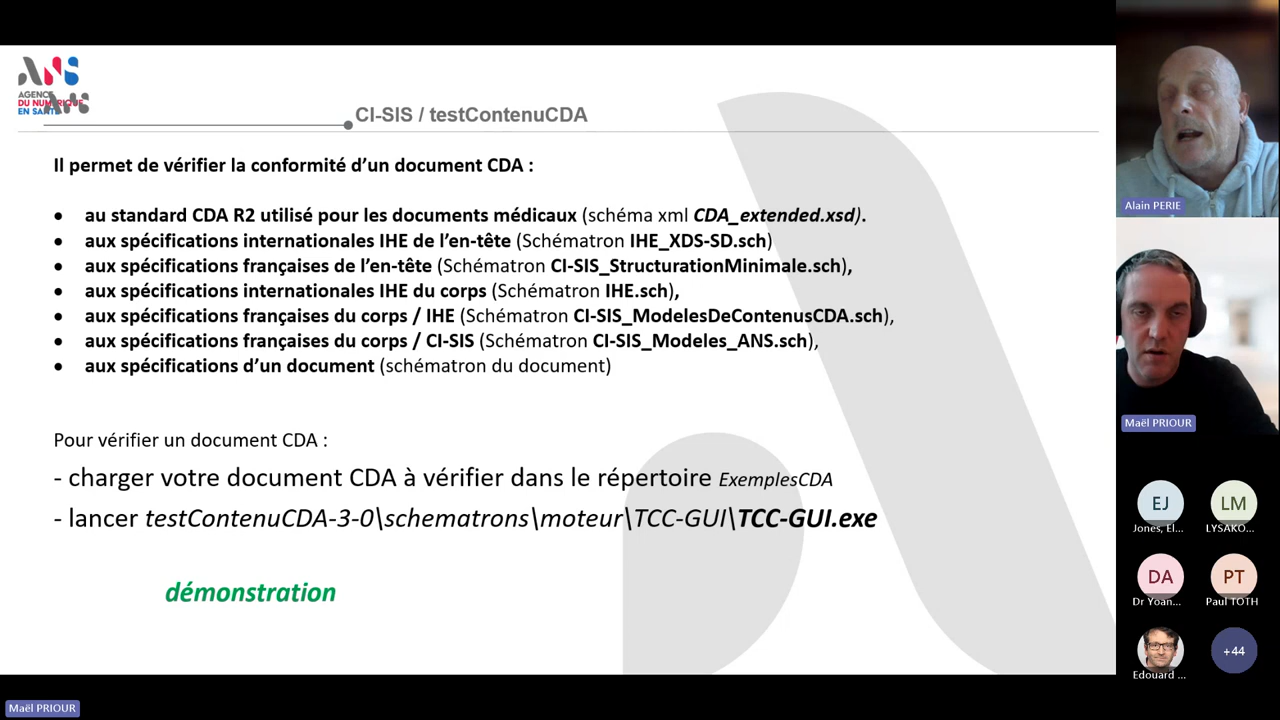 ANS
AGENCE
DU NUMÉRIQUE
EN SANTÉ
CI-SIS / testContenuCDA
Il permet de vérifier la conformité d’un document CDA :
• au standard CDA R2 utilisé pour les documents médicaux (schéma xml CDA_extended.xsd).
• aux spécifications internationales IHE de l’en-tête (Schématron IHE_XDS-SD.sch)
• aux spécifications françaises de l’en-tête (Schématron CI-SIS_StructurationMinimale.sch),
• aux spécifications internationales IHE du corps (Schématron IHE.sch),
• aux spécifications françaises du corps / IHE (Schématron CI-SIS_ModelesDeContenusCDA.sch),
• aux spécifications françaises du corps / CI-SIS (Schématron CI-SIS_Modeles_ANS.sch),
• aux spécifications d’un document (schématron du document)
Pour vérifier un document CDA :
- charger votre document CDA à vérifier dans le répertoire ExemplesCDA
- lancer testContenuCDA-3-0\schematrons\moteur\TCC-GUI\TCC-GUI.exe
démonstration
Maël PRIOUR
Alain PERIE
Maël PRIOUR
EJ
Jones, El...
LM
LYSAKO...
DA
Dr Yoan...
PT
Paul TOTH
Edouard ...
+44